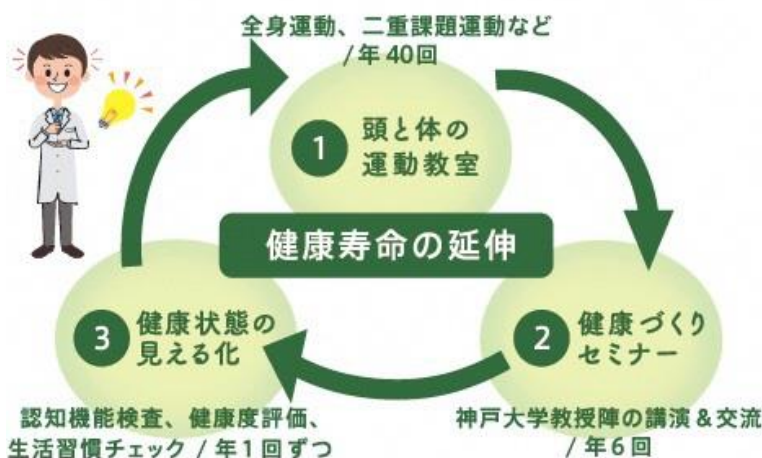 全身運動、二重課題運動など
/ 年 40回
1 頭と体の
運動教室
健康寿命の延伸
2 健康づくり
セミナー
神戸大学教授陣の講演＆交流
/ 年６回
3 健康状態の
見える化
認知機能検査、健康度評価、
生活習慣チェック / 年１回ずつ